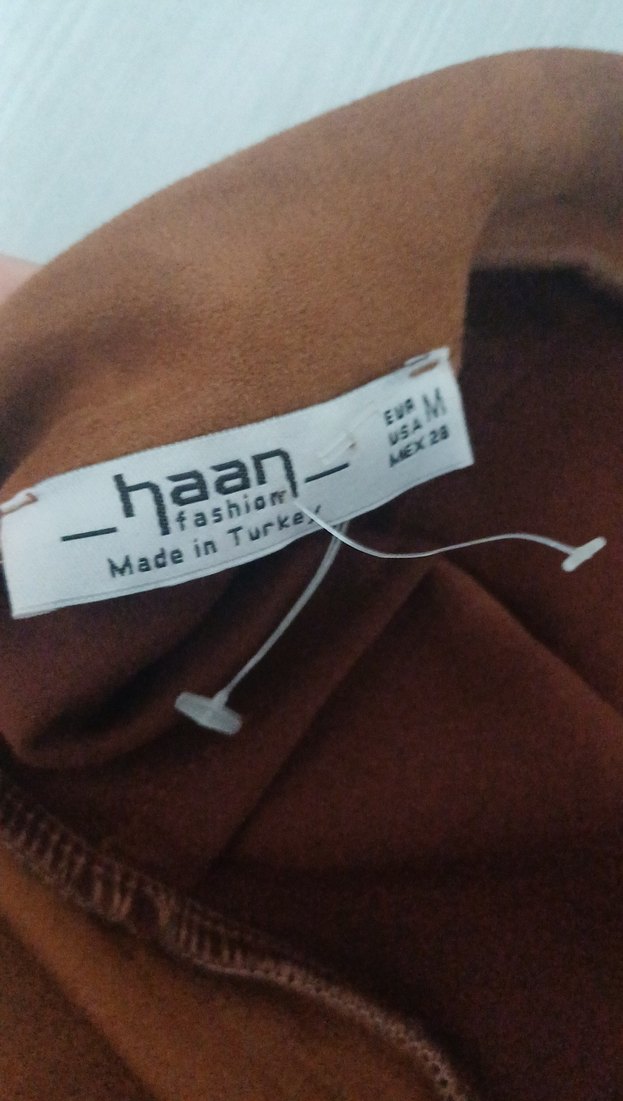 haan
fashion
Made in Turkey
EUR
USA M
MEX 28